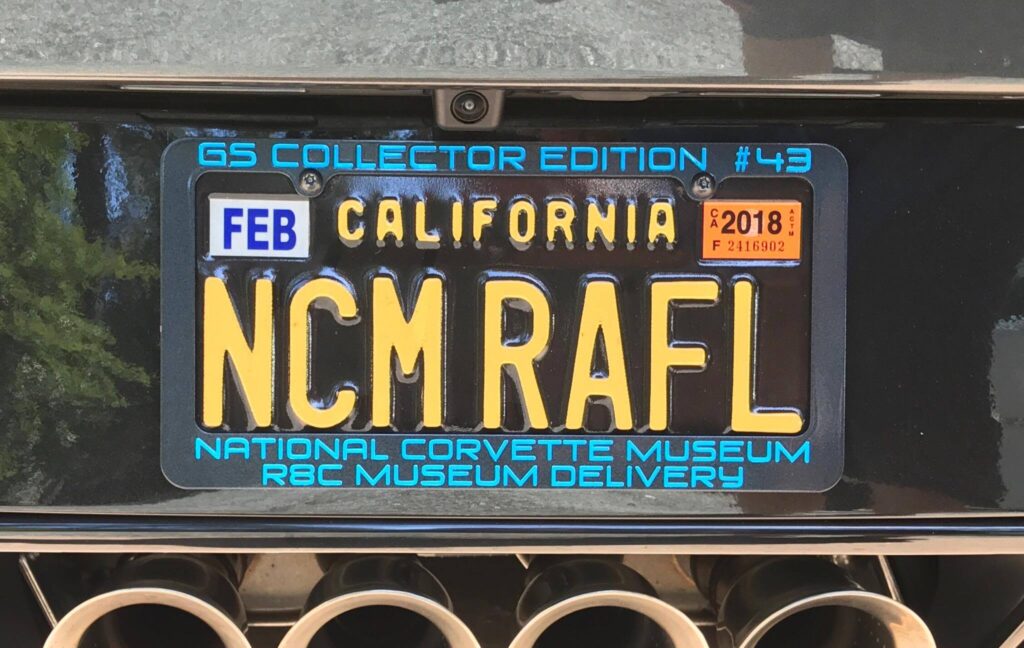 GS COLLECTOR EDITION #43
FEB
CALIFORNIA
CA 2018 ACTM
F 2416902
NCM RAFL
NATIONAL CORVETTE MUSEUM
R8C MUSEUM DELIVERY